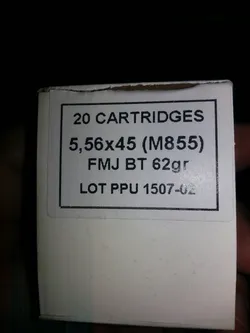 20 CARTRIDGES
5,56x45 (M855)
FMJ BT 62gr
LOT PPU 1507-02